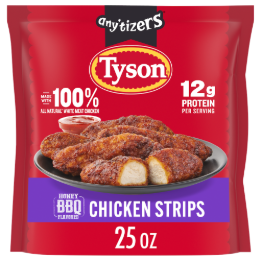 any'tizers
Tyson
MADE WITH 100%
ALL NATURAL* WHITE MEAT CHICKEN
12g
PROTEIN
PER SERVING
HONEY
BBQ
FLAVORED
CHICKEN STRIPS
25 OZ